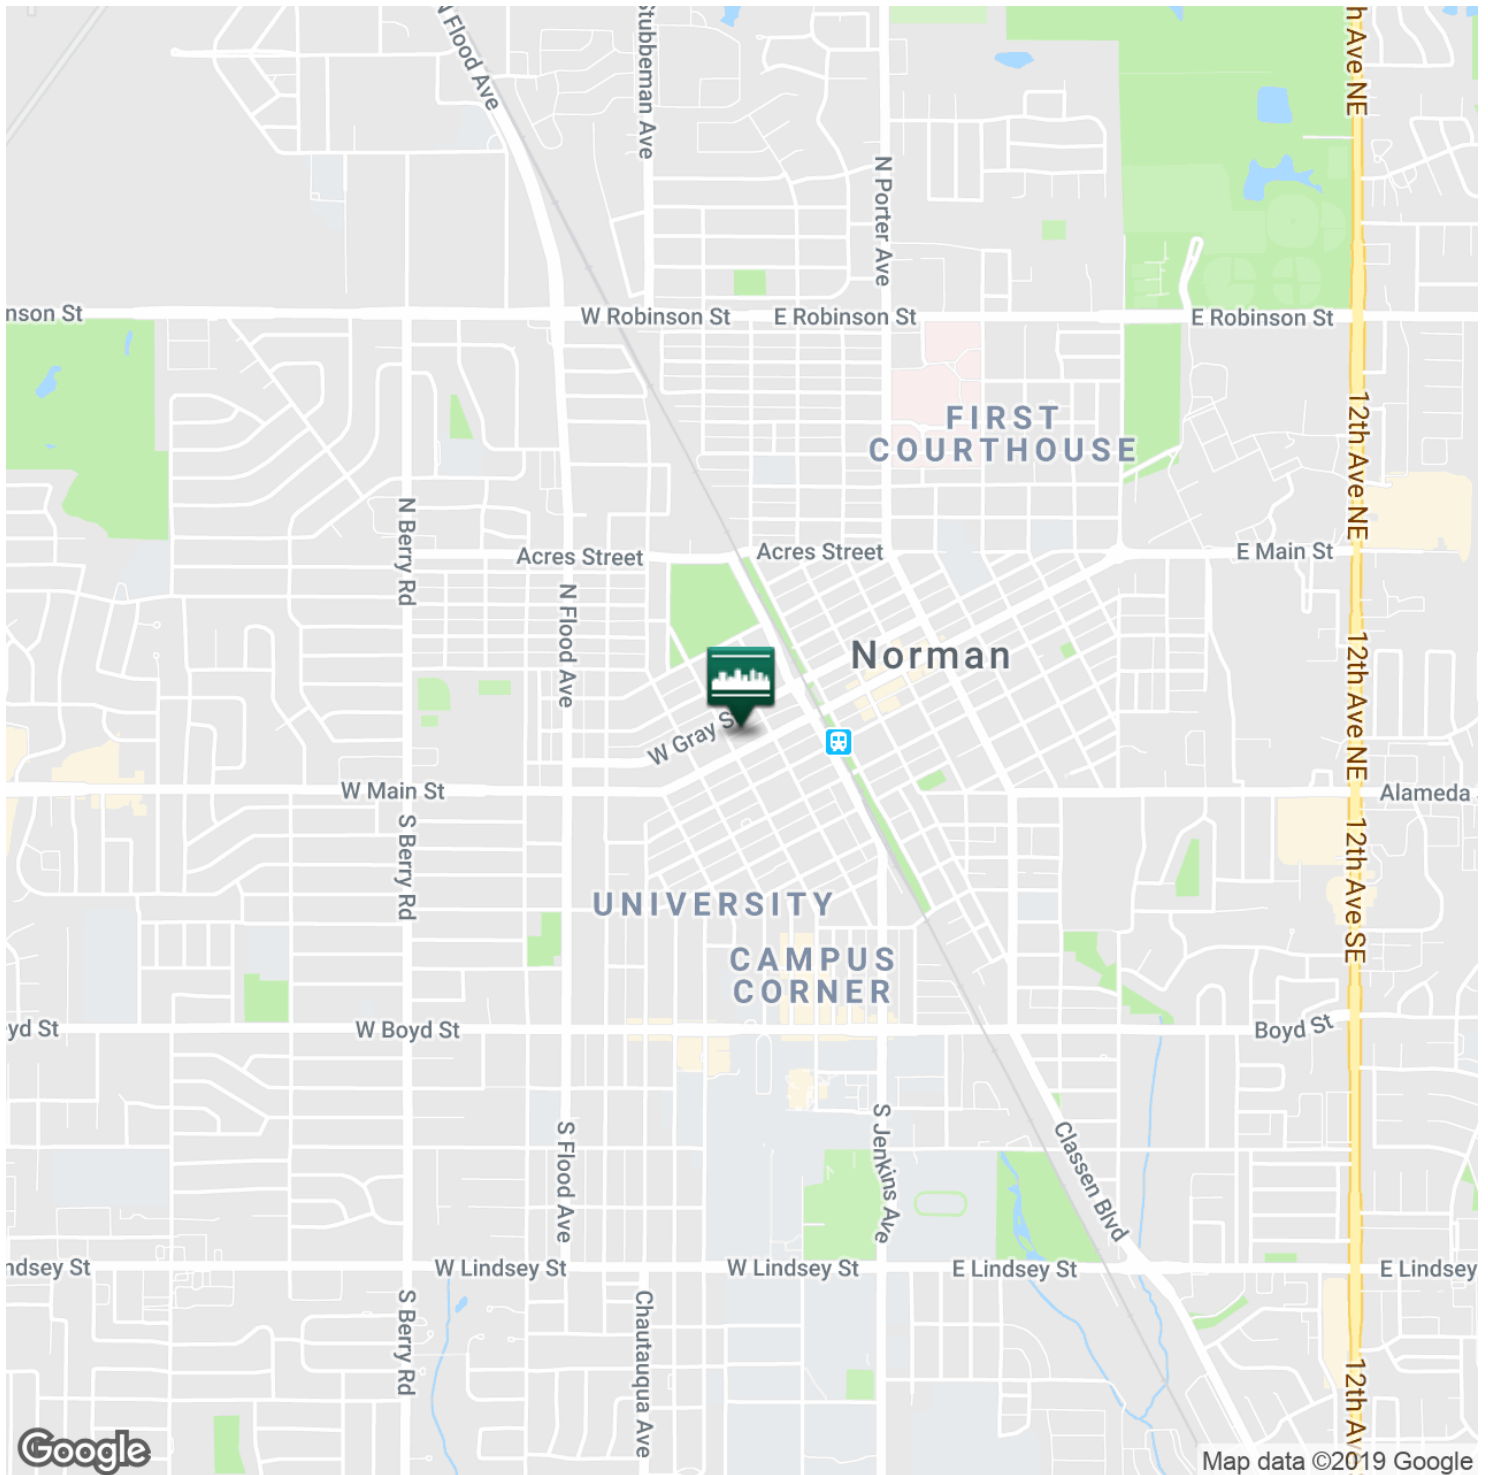 N Flood Ave
Stubbeman Ave
h Ave NE
N Porter Ave
nson St
W Robinson St
E Robinson St
E Robinson St
FIRST
COURTHOUSE
12th Ave NE
N Berry Rd
Acres Street
Acres Street
E Main St
N Flood Ave
Norman
12th Ave NE
W Gray S
W Main St
Alameda
S Berry Rd
12th Ave SE
UNIVERSITY
CAMPUS
CORNER
yd St
W Boyd St
Boyd St
S Flood Ave
S Jenkins Ave
Classen Blvd
ndsey St
W Lindsey St
W Lindsey St
E Lindsey St
E Lindsey
S Berry Rd
Chautauqua Ave
12th Av
Google
Map data ©2019 Google